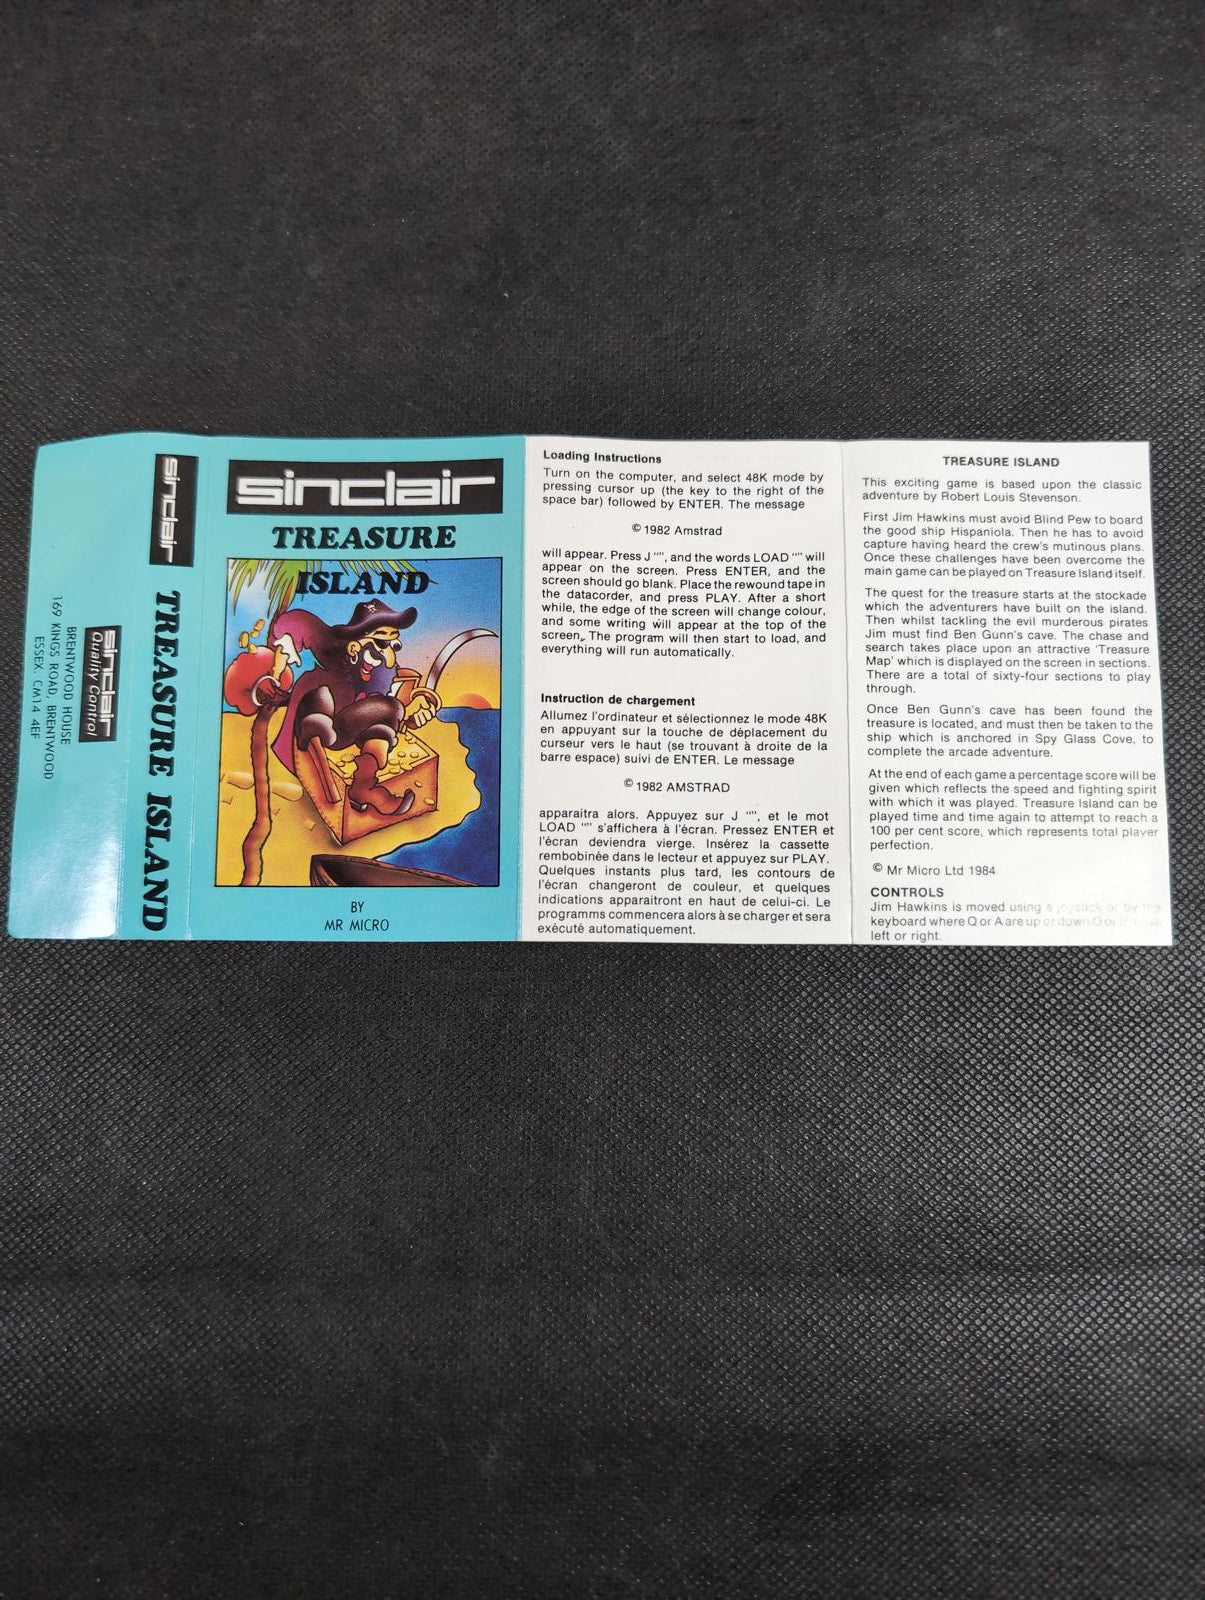 sinclair
Quality Control
BRENTWOOD HOUSE
169 KINGS ROAD, BRENTWOOD
ESSEX. CM14 4EF
sinclair
TREASURE ISLAND
sinclair
TREASURE
ISLAND
BY
MR MICRO
Loading Instructions
Turn on the computer, and select 48K mode by
pressing cursor up (the key to the right of the
space bar) followed by ENTER. The message
© 1982 Amstrad
will appear. Press J "", and the words LOAD "" will
appear on the screen. Press ENTER, and the
screen should go blank. Place the rewound tape in
the datacorder, and press PLAY. After a short
while, the edge of the screen will change colour,
and some writing will appear at the top of the
screen. The program will then start to load, and
everything will run automatically.
Instruction de chargement
Allumez l'ordinateur et sélectionnez le mode 48K
en appuyant sur la touche de déplacement du
curseur vers le haut (se trouvant à droite de la
barre espace) suivi de ENTER. Le message
© 1982 AMSTRAD
apparaitra alors. Appuyez sur J "", et le mot
LOAD "" s'affichera à l'écran. Pressez ENTER et
l'écran deviendra vierge. Insérez la cassette
rembobinée dans le lecteur et appuyez sur PLAY.
Quelques instants plus tard, les contours de
l'écran changeront de couleur, et quelques
indications apparaitront en haut de celui-ci. Le
programms commencera alors à se charger et sera
exécuté automatiquement.
TREASURE ISLAND
This exciting game is based upon the classic
adventure by Robert Louis Stevenson.
First Jim Hawkins must avoid Blind Pew to board
the good ship Hispaniola. Then he has to avoid
capture having heard the crew's mutinous plans.
Once these challenges have been overcome the
main game can be played on Treasure Island itself.
The quest for the treasure starts at the stockade
which the adventurers have built on the island.
Then whilst tackling the evil murderous pirates
Jim must find Ben Gunn's cave. The chase and
search takes place upon an attractive 'Treasure
Map' which is displayed on the screen in sections.
There are a total of sixty-four sections to play
through.
Once Ben Gunn's cave has been found the
treasure is located, and must then be taken to the
ship which is anchored in Spy Glass Cove, to
complete the arcade adventure.
At the end of each game a percentage score will be
given which reflects the speed and fighting spirit
with which it was played. Treasure Island can be
played time and time again to attempt to reach a
100 per cent score, which represents total player
perfection.
© Mr Micro Ltd 1984
CONTROLS
Jim Hawkins is moved using a joystick or by the
keyboard where Q or A are up or down O or
left or right.